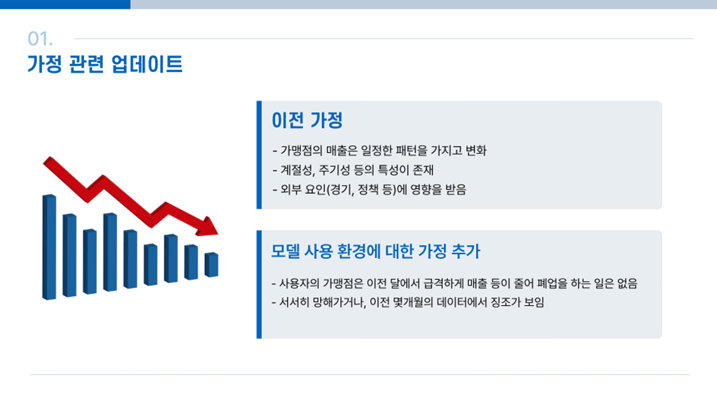 01.
가정 관련 업데이트
이전 가정
- 가맹점의 매출은 일정한 패턴을 가지고 변화
- 계절성, 주기성 등의 특성이 존재
- 외부 요인(경기, 정책 등)에 영향을 받음
모델 사용 환경에 대한 가정 추가
- 사용자의 가맹점은 이전 달에서 급격하게 매출 등이 줄어 폐업을 하는 일은 없음
- 서서히 망해가거나, 이전 몇개월의 데이터에서 징조가 보임